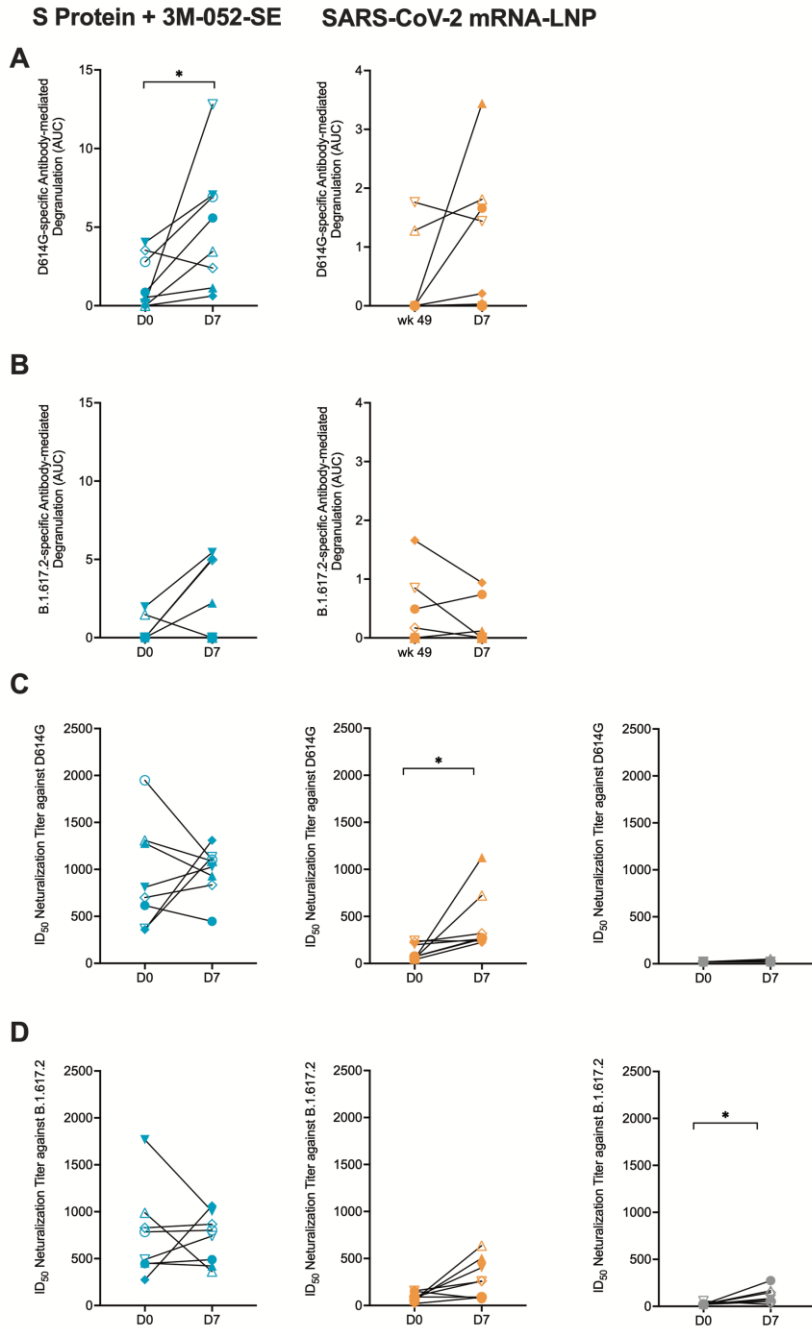 S Protein + 3M-052-SE SARS-CoV-2 mRNA-LNP
A
D614G-specific Antibody-mediated
Degranulation (AUC)
15
10
5
0
*
D0 D7
D614G-specific Antibody-mediated
Degranulation (AUC)
4
3
2
1
0
wk 49 D7
B
B.1.617.2-specific Antibody-mediated
Degranulation (AUC)
15
10
5
0
D0 D7
B.1.617.2-specific Antibody-mediated
Degranulation (AUC)
4
3
2
1
0
wk 49 D7
C
ID50 Neturalization Titer against D614G
2500
2000
1500
1000
500
0
D0 D7
ID50 Neturalization Titer against D614G
2500
2000
1500
1000
500
0
*
D0 D7
ID50 Neturalization Titer against D614G
2500
2000
1500
1000
500
0
D0 D7
D
ID50 Neturalization Titer against B.1.617.2
2500
2000
1500
1000
500
0
D0 D7
ID50 Neturalization Titer against B.1.617.2
2500
2000
1500
1000
500
0
D0 D7
ID50 Neturalization Titer against B.1.617.2
2500
2000
1500
1000
500
0
*
D0 D7